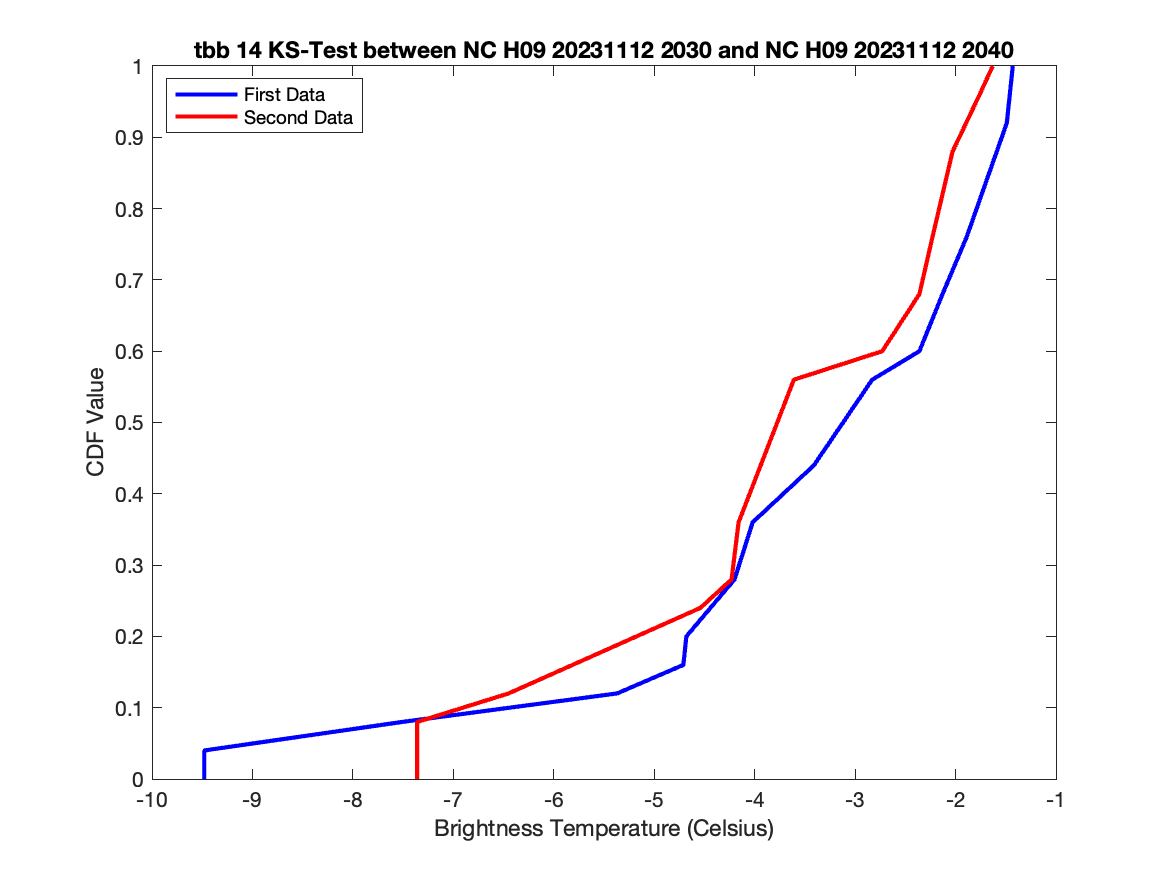 tbb 14 KS-Test between NC H09 20231112 2030 and NC H09 20231112 2040
First Data
Second Data
1
0.9
0.8
0.7
0.6
0.5
0.4
0.3
0.2
0.1
0
CDF Value
-10 -9 -8 -7 -6 -5 -4 -3 -2 -1
Brightness Temperature (Celsius)